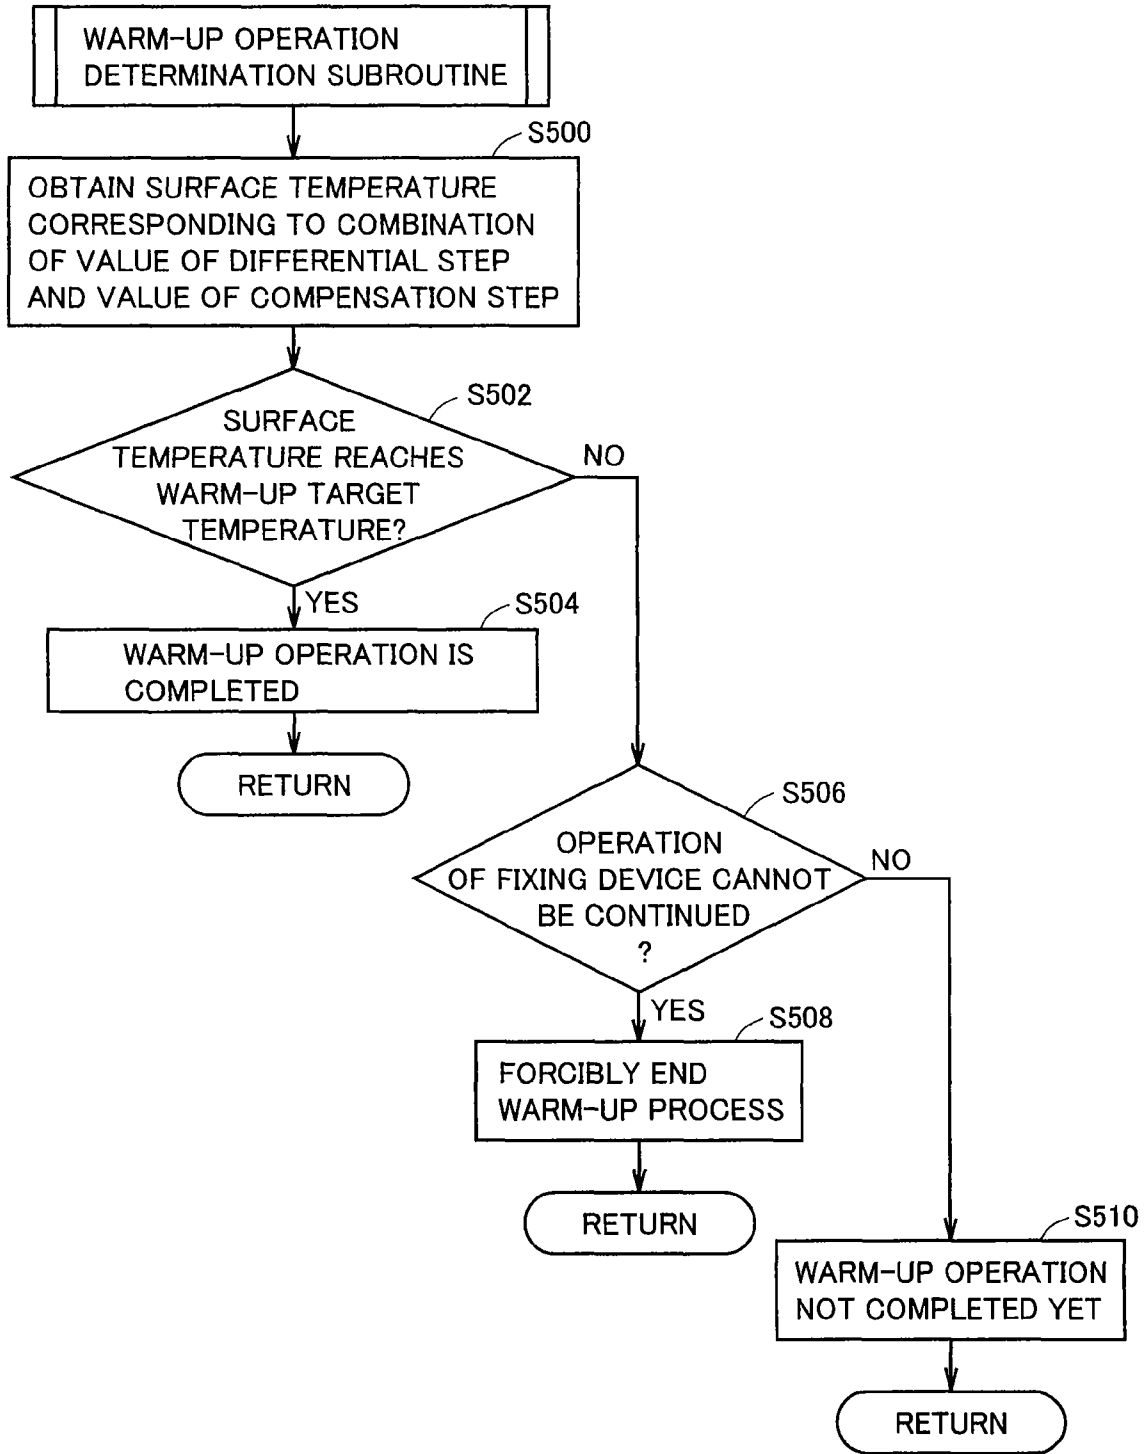 WARM-UP OPERATION
DETERMINATION SUBROUTINE
S500
OBTAIN SURFACE TEMPERATURE
CORRESPONDING TO COMBINATION
OF VALUE OF DIFFERENTIAL STEP
AND VALUE OF COMPENSATION STEP
S502
SURFACE
TEMPERATURE REACHES
WARM-UP TARGET
TEMPERATURE?
NO
YES
S504
WARM-UP OPERATION IS
COMPLETED
RETURN
S506
OPERATION
OF FIXING DEVICE CANNOT
BE CONTINUED
?
NO
YES
S508
FORCIBLY END
WARM-UP PROCESS
RETURN
S510
WARM-UP OPERATION
NOT COMPLETED YET
RETURN